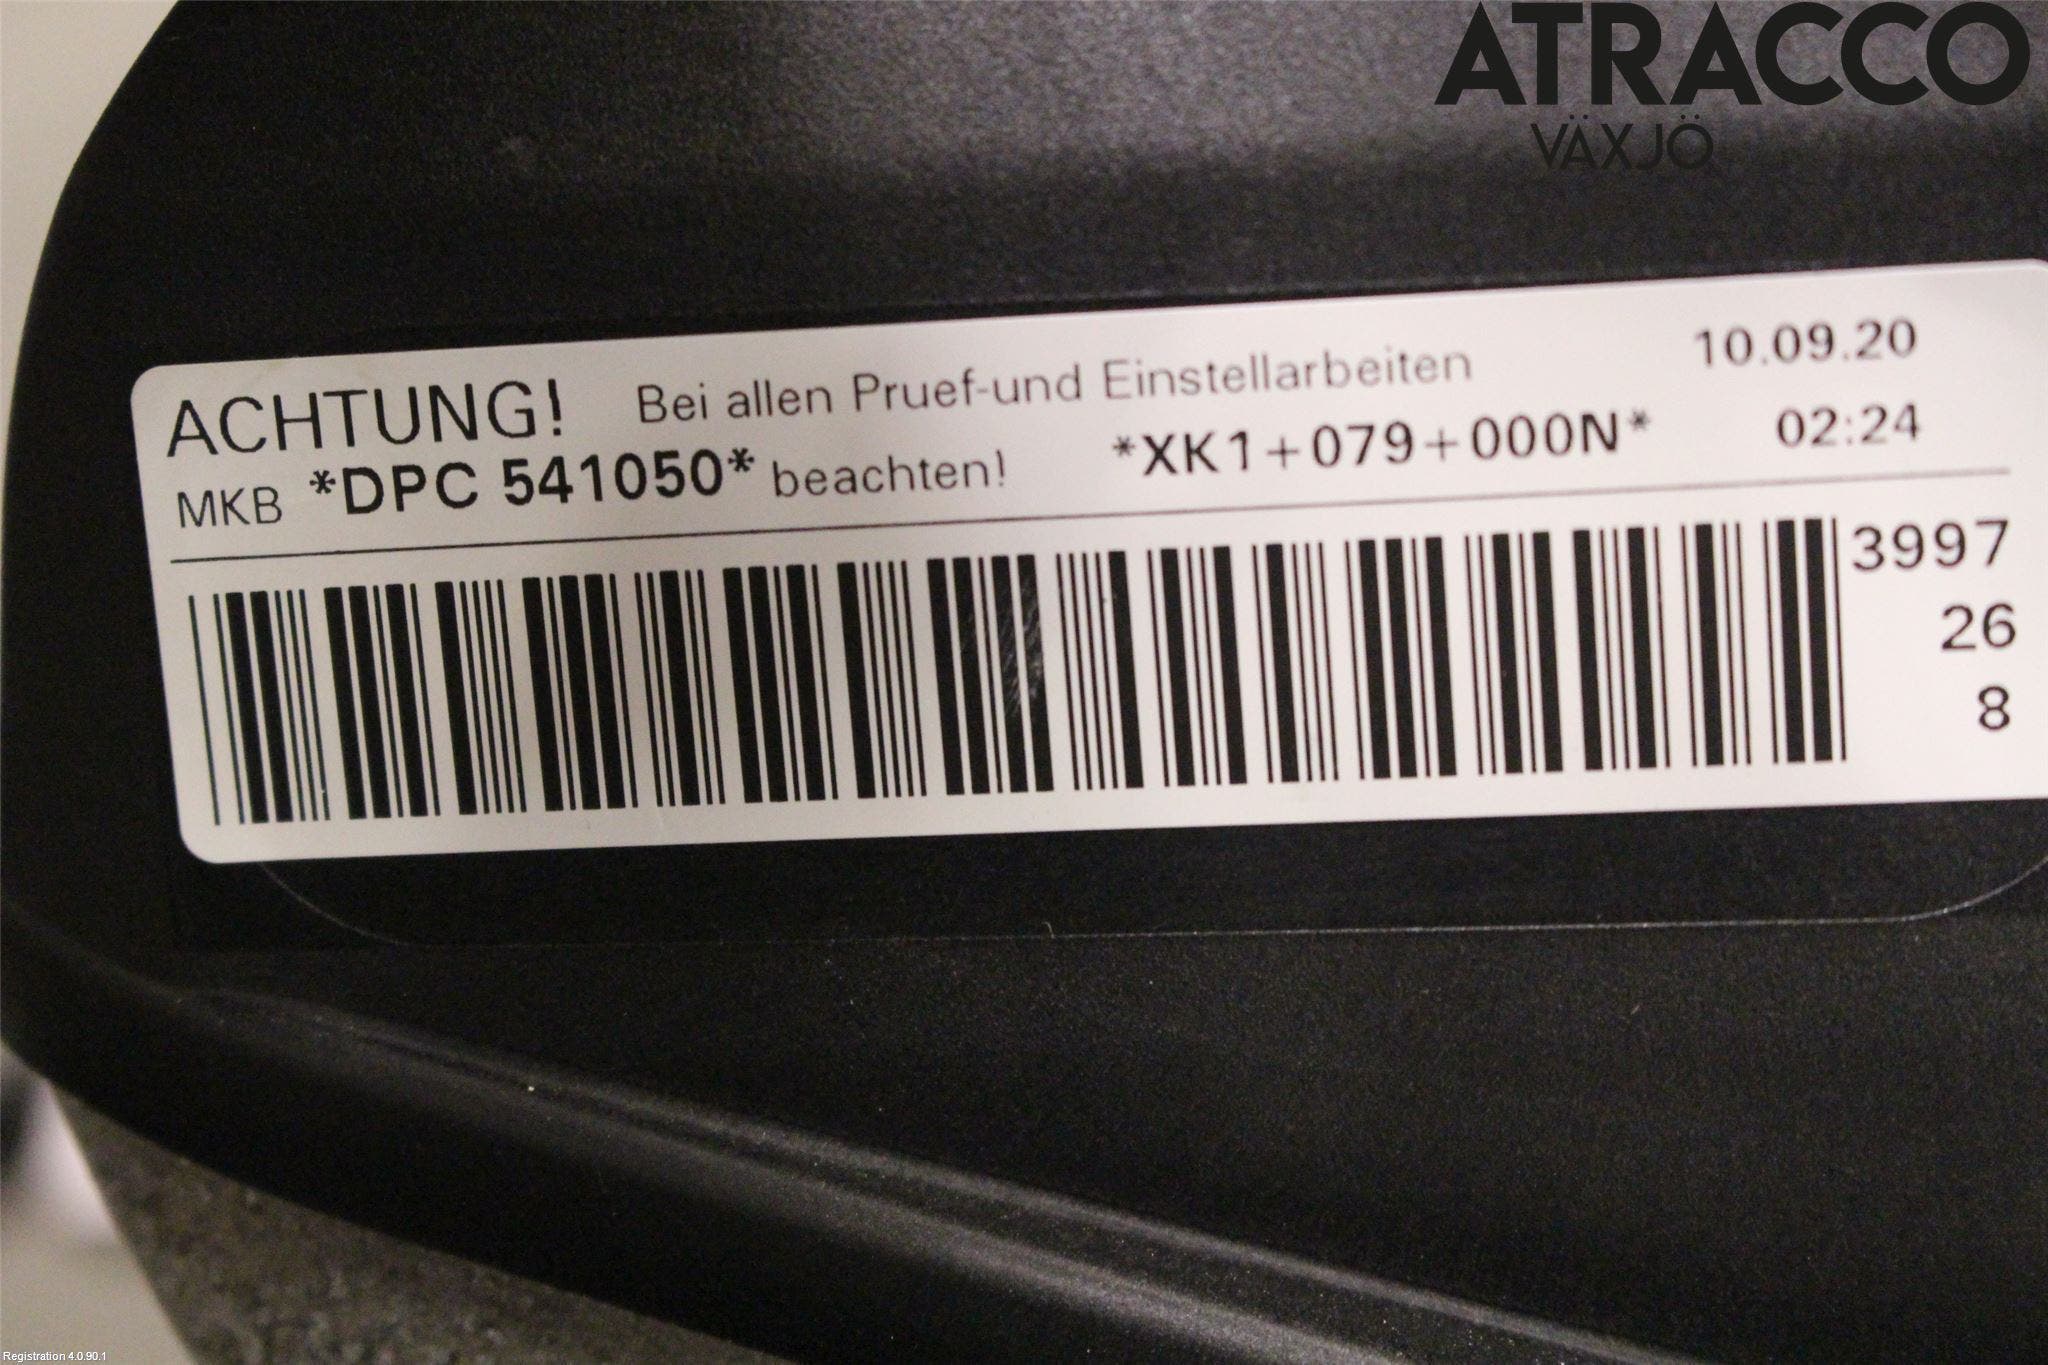 ATRACCO
VÄXJÖ
ACHTUNG! Bei allen Pruef-und Einstellarbeiten 10.09.20
MKB *DPC 541050* beachten! *XK1+079+000N* 02:24
3997
26
8
Registration 4.0.90.1